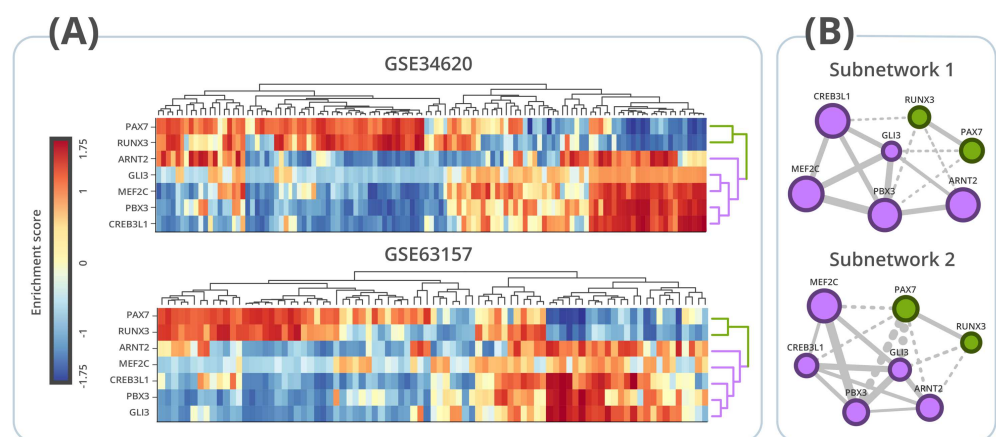 (A)
GSE34620
PAX7
RUNX3
ARNT2
GLI3
MEF2C
PBX3
CREB3L1
Enrichment score
1.75
1
0
-1
-1.75
GSE63157
PAX7
RUNX3
ARNT2
MEF2C
CREB3L1
PBX3
GLI3
(B)
Subnetwork 1
CREB3L1
RUNX3
GLI3
PAX7
MEF2C
PBX3
ARNT2
Subnetwork 2
MEF2C
PAX7
RUNX3
CREB3L1
GLI3
PBX3
ARNT2